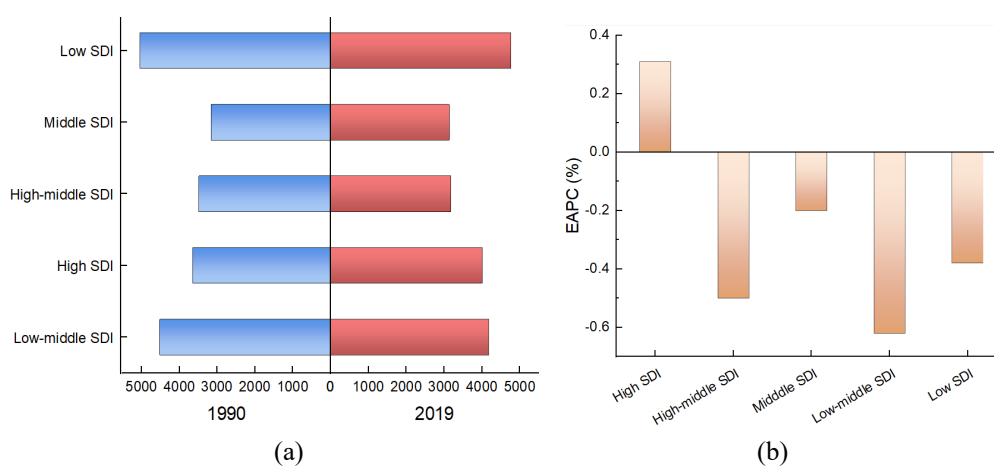 Low SDI
Middle SDI
High-middle SDI
High SDI
Low-middle SDI
5000 4000 3000 2000 1000 0 1000 2000 3000 4000 5000
1990 2019
(a)
EAPC (%)
0.4
0.2
0.0
-0.2
-0.4
-0.6
High SDI
High-middle SDI
Midddle SDI
Low-middle SDI
Low SDI
(b)